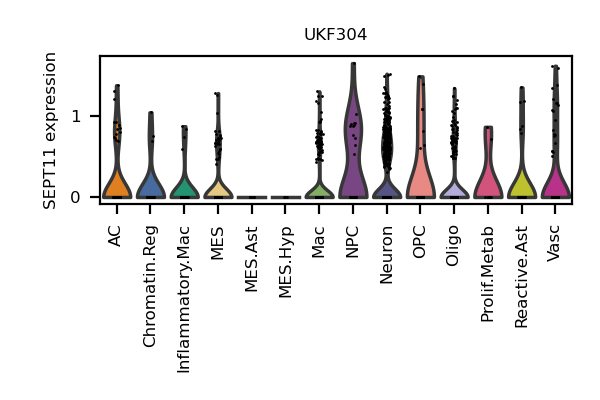 UKF304
SEPT11 expression
1
0
AC
Chromatin.Reg
Inflammatory.Mac
MES
MES.Ast
MES.Hyp
Mac
NPC
Neuron
OPC
Oligo
Prolif.Metab
Reactive.Ast
Vasc